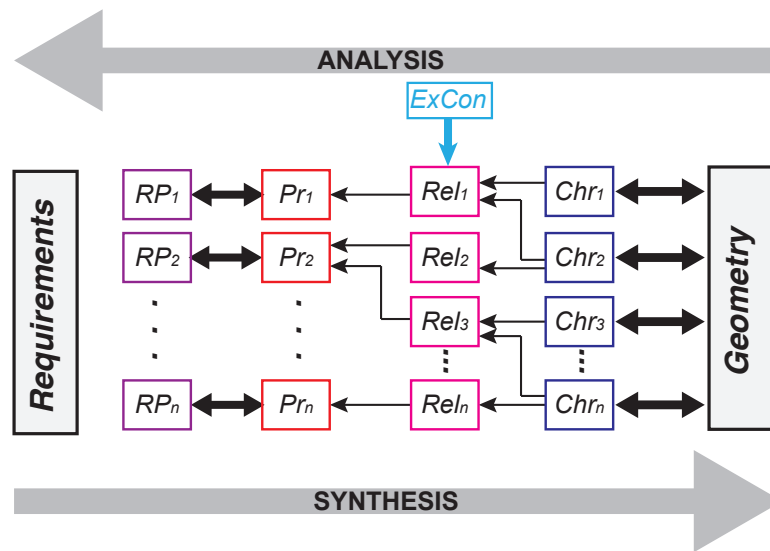 ANALYSIS
ExCon
Requirements
RP₁ Pr₁ Rel₁ Chr₁
RP₂ Pr₂ Rel₂ Chr₂
Rel₃ Chr₃
RPₙ Prₙ Relₙ Chrₙ
Geometry
SYNTHESIS